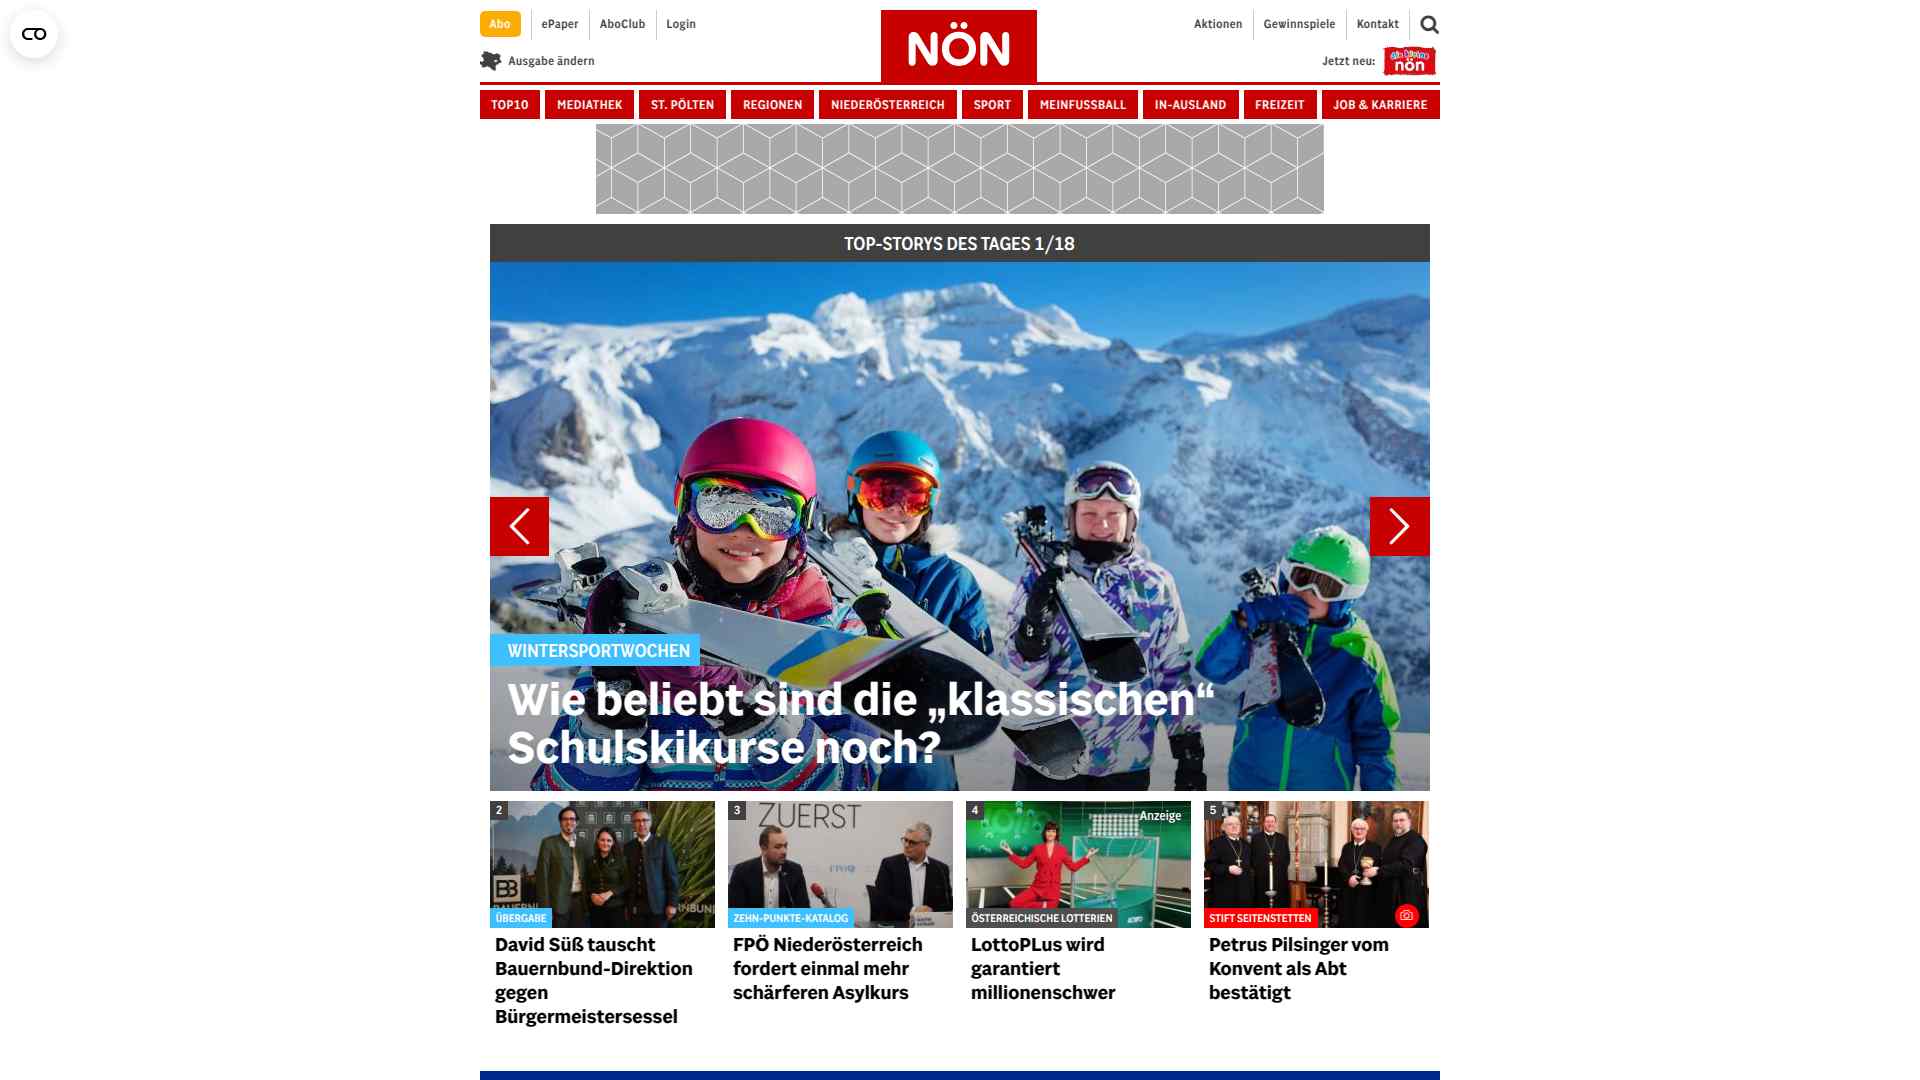 Abo
ePaper
AboClub
Login
NÖN
Aktionen
Gewinnspiele
Kontakt
Ausgabe ändern
Jetzt neu:
die kleine
nön
TOP10
MEDIATHEK
ST. PÖLTEN
REGIONEN
NIEDERÖSTERREICH
SPORT
MEINFUSSBALL
IN-AUSLAND
FREIZEIT
JOB & KARRIERE
TOP-STORYS DES TAGES 1/18
WINTERSPORTWOCHEN
Wie beliebt sind die „klassischen“
Schulskikurse noch?
2
ÜBERGABE
David Süß tauscht
Bauernbund-Direktion
gegen
Bürgermeistersessel
3
ZUERST
FPÖ
ZEHN-PUNKTE-KATALOG
FPÖ Niederösterreich
fordert einmal mehr
schärferen Asylkurs
4
Anzeige
ÖSTERREICHISCHE LOTTERIEN
LottoPLus wird
garantiert
millionenschwer
5
STIFT SEITENSTETTEN
Petrus Pilsinger vom
Konvent als Abt
bestätigt